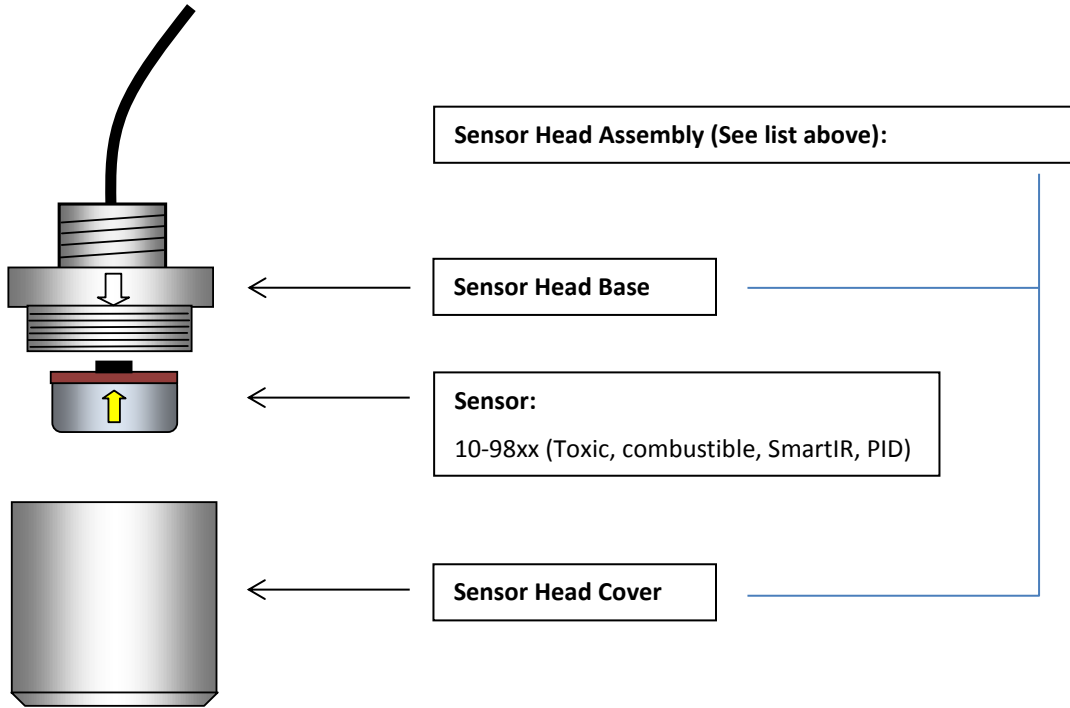 Sensor Head Assembly (See list above):
Sensor Head Base
Sensor:
10-98xx (Toxic, combustible, SmartIR, PID)
Sensor Head Cover